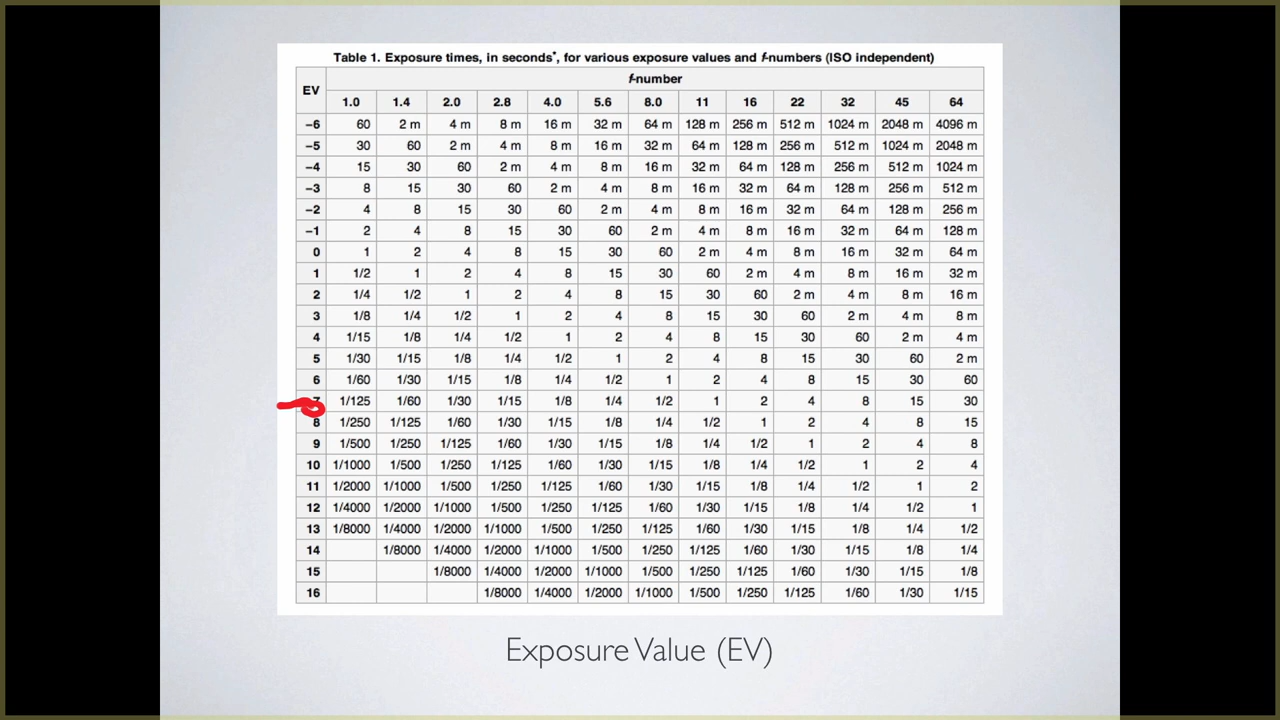 Table 1. Exposure times, in seconds*, for various exposure values and f-numbers (ISO independent)
EV f-number
1.0 1.4 2.0 2.8 4.0 5.6 8.0 11 16 22 32 45 64
−6 60 2 m 4 m 8 m 16 m 32 m 64 m 128 m 256 m 512 m 1024 m 2048 m 4096 m
−5 30 60 2 m 4 m 8 m 16 m 32 m 64 m 128 m 256 m 512 m 1024 m 2048 m
−4 15 30 60 2 m 4 m 8 m 16 m 32 m 64 m 128 m 256 m 512 m 1024 m
−3 8 15 30 60 2 m 4 m 8 m 16 m 32 m 64 m 128 m 256 m 512 m
−2 4 8 15 30 60 2 m 4 m 8 m 16 m 32 m 64 m 128 m 256 m
−1 2 4 8 15 30 60 2 m 4 m 8 m 16 m 32 m 64 m 128 m
0 1 2 4 8 15 30 60 2 m 4 m 8 m 16 m 32 m 64 m
1 1/2 1 2 4 8 15 30 60 2 m 4 m 8 m 16 m 32 m
2 1/4 1/2 1 2 4 8 15 30 60 2 m 4 m 8 m 16 m
3 1/8 1/4 1/2 1 2 4 8 15 30 60 2 m 4 m 8 m
4 1/15 1/8 1/4 1/2 1 2 4 8 15 30 60 2 m 4 m
5 1/30 1/15 1/8 1/4 1/2 1 2 4 8 15 30 60 2 m
6 1/60 1/30 1/15 1/8 1/4 1/2 1 2 4 8 15 30 60
7 1/125 1/60 1/30 1/15 1/8 1/4 1/2 1 2 4 8 15 30
8 1/250 1/125 1/60 1/30 1/15 1/8 1/4 1/2 1 2 4 8 15
9 1/500 1/250 1/125 1/60 1/30 1/15 1/8 1/4 1/2 1 2 4 8
10 1/1000 1/500 1/250 1/125 1/60 1/30 1/15 1/8 1/4 1/2 1 2 4
11 1/2000 1/1000 1/500 1/250 1/125 1/60 1/30 1/15 1/8 1/4 1/2 1 2
12 1/4000 1/2000 1/1000 1/500 1/250 1/125 1/60 1/30 1/15 1/8 1/4 1/2 1
13 1/8000 1/4000 1/2000 1/1000 1/500 1/250 1/125 1/60 1/30 1/15 1/8 1/4 1/2
14 1/8000 1/4000 1/2000 1/1000 1/500 1/250 1/125 1/60 1/30 1/15 1/8 1/4
15 1/8000 1/4000 1/2000 1/1000 1/500 1/250 1/125 1/60 1/30 1/15 1/8
16 1/8000 1/4000 1/2000 1/1000 1/500 1/250 1/125 1/60 1/30 1/15
Exposure Value (EV)